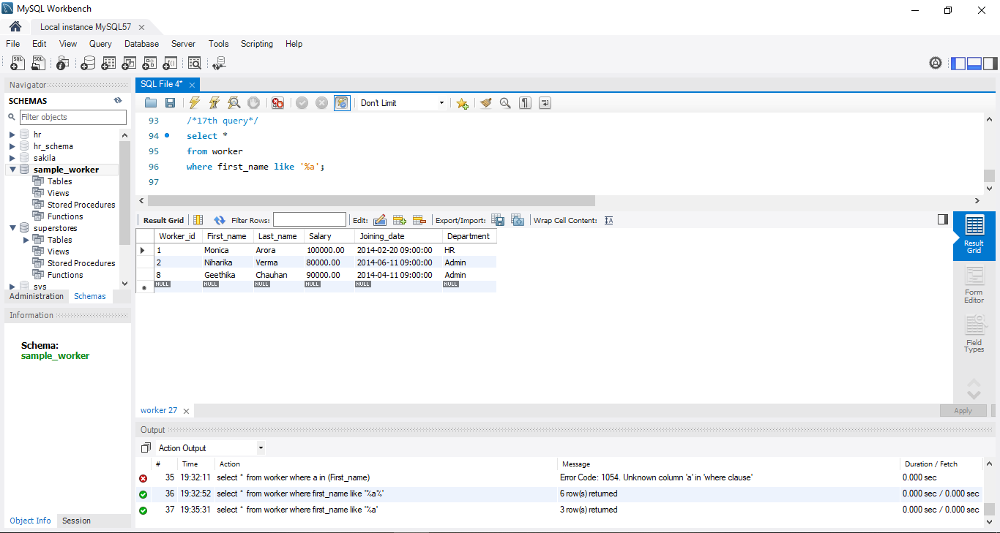 MySQL Workbench
Local instance MySQL57
File Edit View Query Database Server Tools Scripting Help
Navigator
SCHEMAS
Filter objects
hr
hr_schema
sakila
sample_worker
Tables
Views
Stored Procedures
Functions
superstores
Tables
Views
Stored Procedures
Functions
sys
Administration Schemas
Information
Schema:
sample_worker
Object Info Session
SQL File 4*
Don't Limit
93 /*17th query*/
94 select *
95 from worker
96 where first_name like '%a';
97
Result Grid Filter Rows: Edit: Export/Import: Wrap Cell Content:
Worker_id First_name Last_name Salary Joining_date Department
1 Monica Arora 100000.00 2014-02-20 09:00:00 HR
2 Niharika Verma 80000.00 2014-06-11 09:00:00 Admin
8 Geethika Chauhan 90000.00 2014-04-11 09:00:00 Admin
NULL NULL NULL NULL NULL NULL
Result Grid
Form Editor
Field Types
worker 27
Apply
Output
Action Output
# Time Action Message Duration / Fetch
35 19:32:11 select * from worker where a in (First_name) Error Code: 1054. Unknown column 'a' in 'where clause' 0.000 sec
36 19:32:52 select * from worker where first_name like '%a%' 6 row(s) returned 0.000 sec / 0.000 sec
37 19:35:31 select * from worker where first_name like '%a' 3 row(s) returned 0.000 sec / 0.000 sec